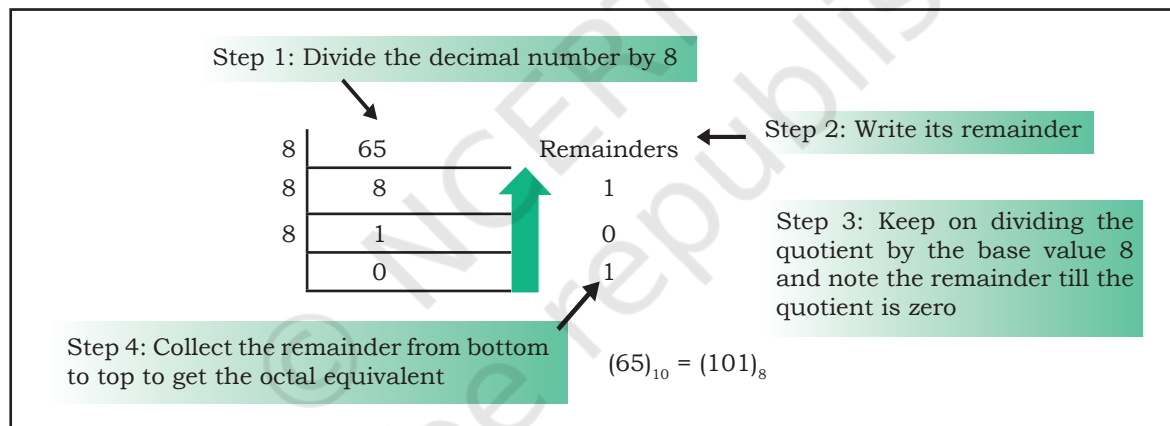 Step 1: Divide the decimal number by 8
8 65 Remainders
Step 2: Write its remainder
8 8 1
8 1 0
0 1
Step 3: Keep on dividing the
quotient by the base value 8
and note the remainder till the
quotient is zero
Step 4: Collect the remainder from bottom
to top to get the octal equivalent
(65)₁₀ = (101)₈
© NCERT
e republis